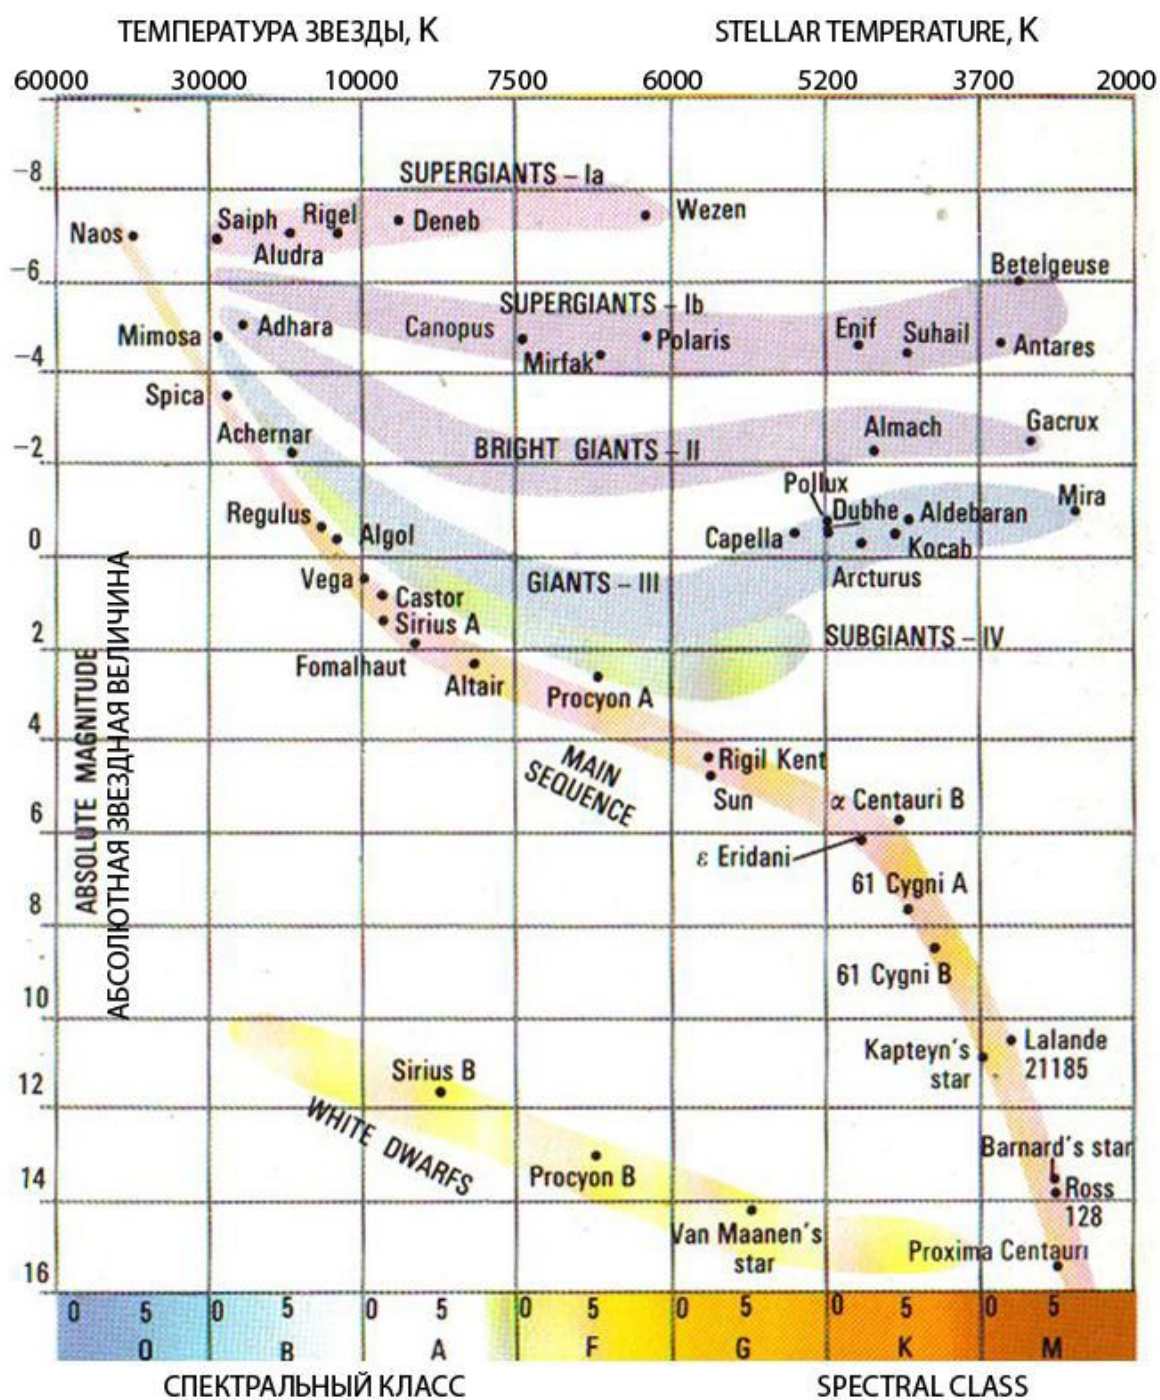 ТЕМПЕРАТУРА ЗВЕЗДЫ, К STELLAR TEMPERATURE, K
60000 30000 10000 7500 6000 5200 3700 2000
SUPERGIANTS – Ia
-8
Naos Saiph Rigel Deneb Wezen
Aludra
-6
Betelgeuse
SUPERGIANTS – Ib
Mimosa Adhara Canopus Polaris Enif Suhail Antares
Mirfak
-4
Spica
Achernar Almach Gacrux
-2
BRIGHT GIANTS – II
Pollux
Regulus Algol Capella Dubhe Aldebaran Mira
0
Kocab
Vega Castor GIANTS – III Arcturus
Sirius A
2
SUBGIANTS – IV
Fomalhaut
Altair Procyon A
4
MAIN
SEQUENCE
Rigil Kent
Sun α Centauri B
6
ε Eridani
61 Cygni A
8
61 Cygni B
10
ABSOLUTE MAGNITUDE
АБСОЛЮТНАЯ ЗВЕЗДНАЯ ВЕЛИЧИНА
Kapteyn's
star
Lalande
21185
Sirius B
12
WHITE DWARFS
Barnard's star
Procyon B
14
Ross
128
Van Maanen's
star
Proxima Centauri
16
0 5 0 5 0 5 0 5 0 5 0 5 0 5
O B A F G K M
СПЕКТРАЛЬНЫЙ КЛАСС SPECTRAL CLASS